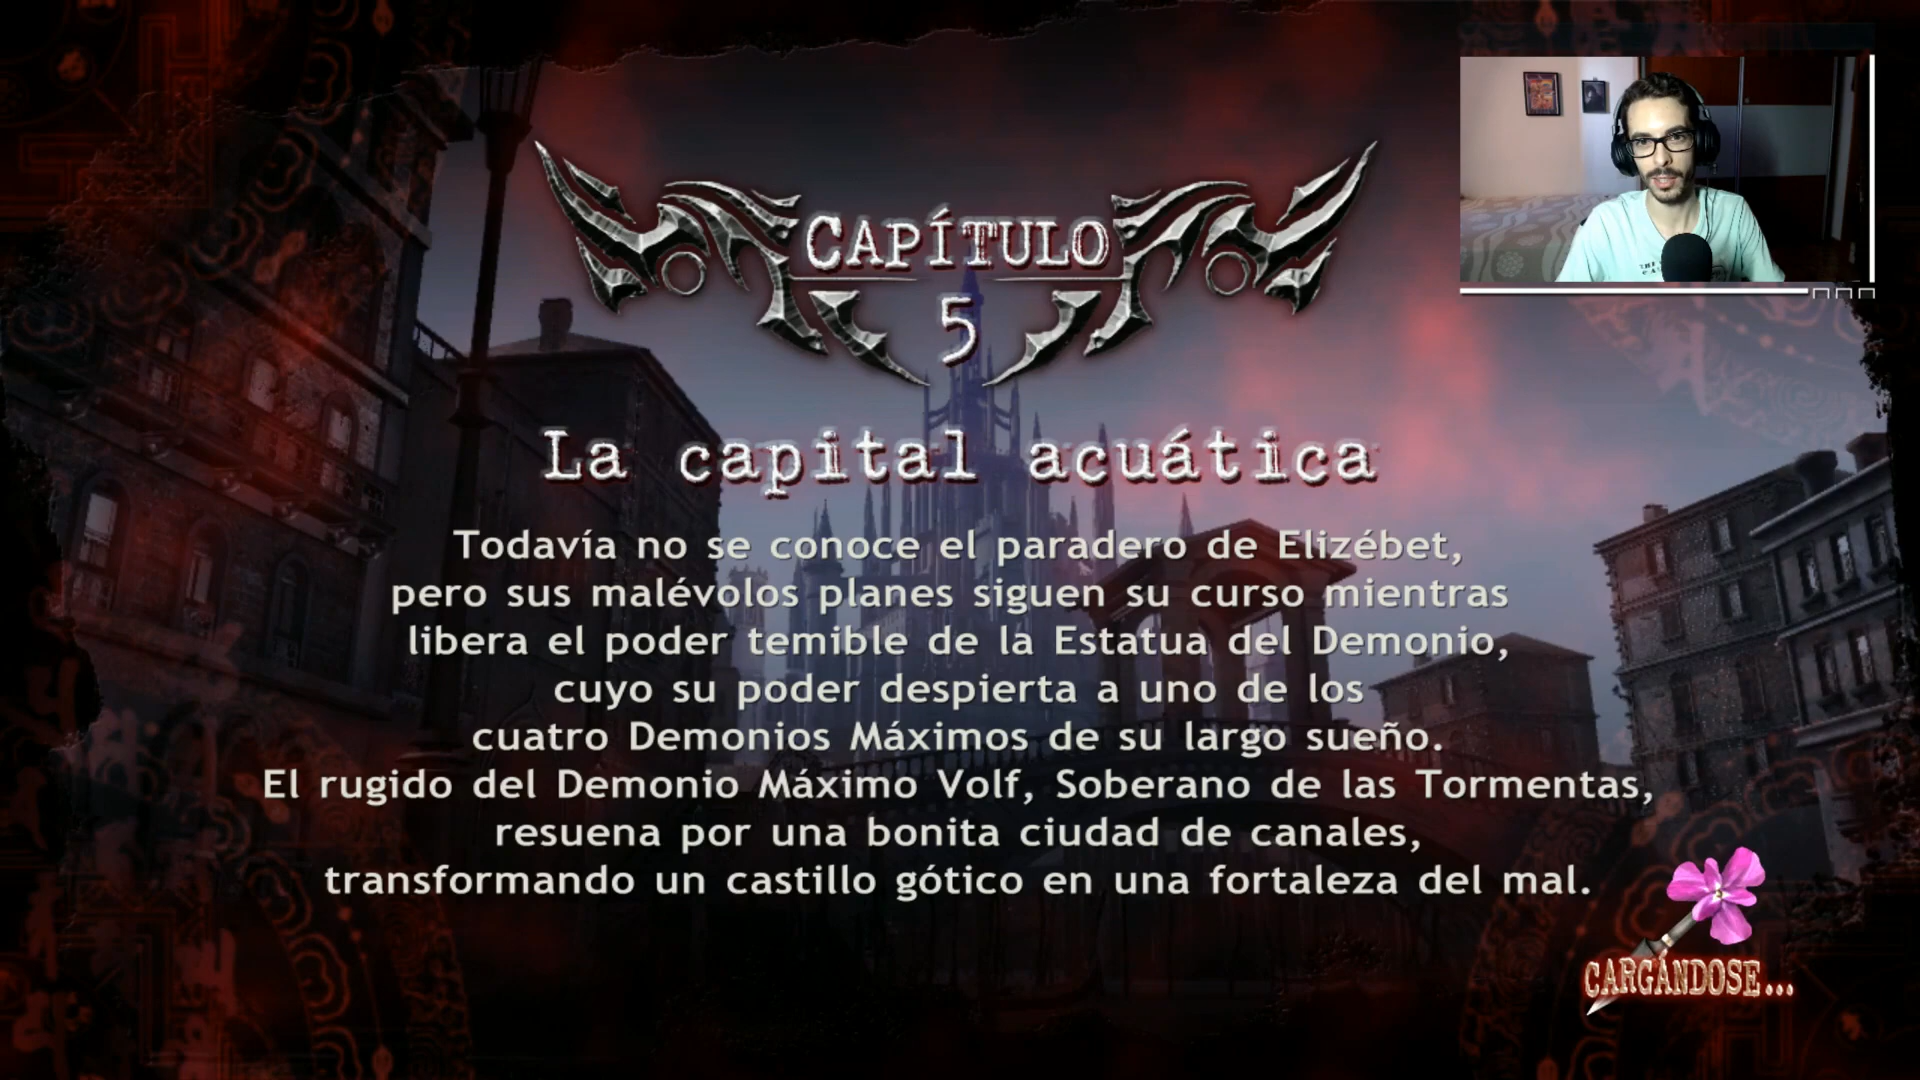 CAPÍTULO
5
La capital acuática
Todavía no se conoce el paradero de Elizébet,
pero sus malévolos planes siguen su curso mientras
libera el poder temible de la Estatua del Demonio,
cuyo su poder despierta a uno de los
cuatro Demonios Máximos de su largo sueño.
El rugido del Demonio Máximo Volf, Soberano de las Tormentas,
resuena por una bonita ciudad de canales,
transformando un castillo gótico en una fortaleza del mal.
CARGÁNDOSE...